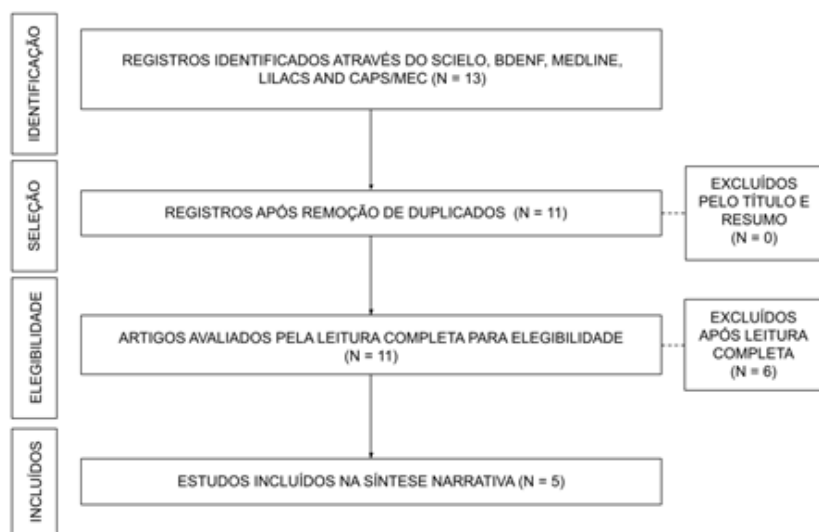 IDENTIFICAÇÃO
REGISTROS IDENTIFICADOS ATRAVÉS DO SCIELO, BDENF, MEDLINE,
LILACS AND CAPS/MEC (N = 13)
SELEÇÃO
REGISTROS APÓS REMOÇÃO DE DUPLICADOS (N = 11)
EXCLUÍDOS
PELO TÍTULO E
RESUMO
(N = 0)
ELEGIBILIDADE
ARTIGOS AVALIADOS PELA LEITURA COMPLETA PARA ELEGIBILIDADE
(N = 11)
EXCLUÍDOS
APÓS LEITURA
COMPLETA
(N = 6)
INCLUÍDOS
ESTUDOS INCLUÍDOS NA SÍNTESE NARRATIVA (N = 5)